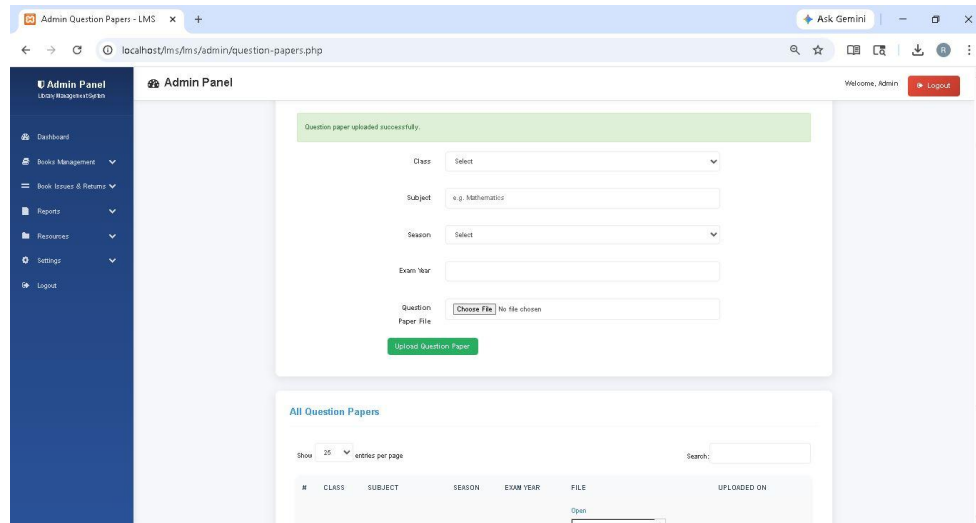 Admin Question Papers - LMS
Ask Gemini
localhost/lms/lms/admin/question-papers.php
R
Admin Panel
Library Management System
Admin Panel
Welcome, Admin
Logout
Dashboard
Books Management
Book Issues & Returns
Reports
Resources
Settings
Logout
Question paper uploaded successfully.
Class
Select
Subject
e.g. Mathematics
Season
Select
Exam Year
Question
Paper File
Choose File No file chosen
Upload Question Paper
All Question Papers
Show 25 entries per page
Search:
# CLASS SUBJECT SEASON EXAM YEAR FILE UPLOADED ON
Open